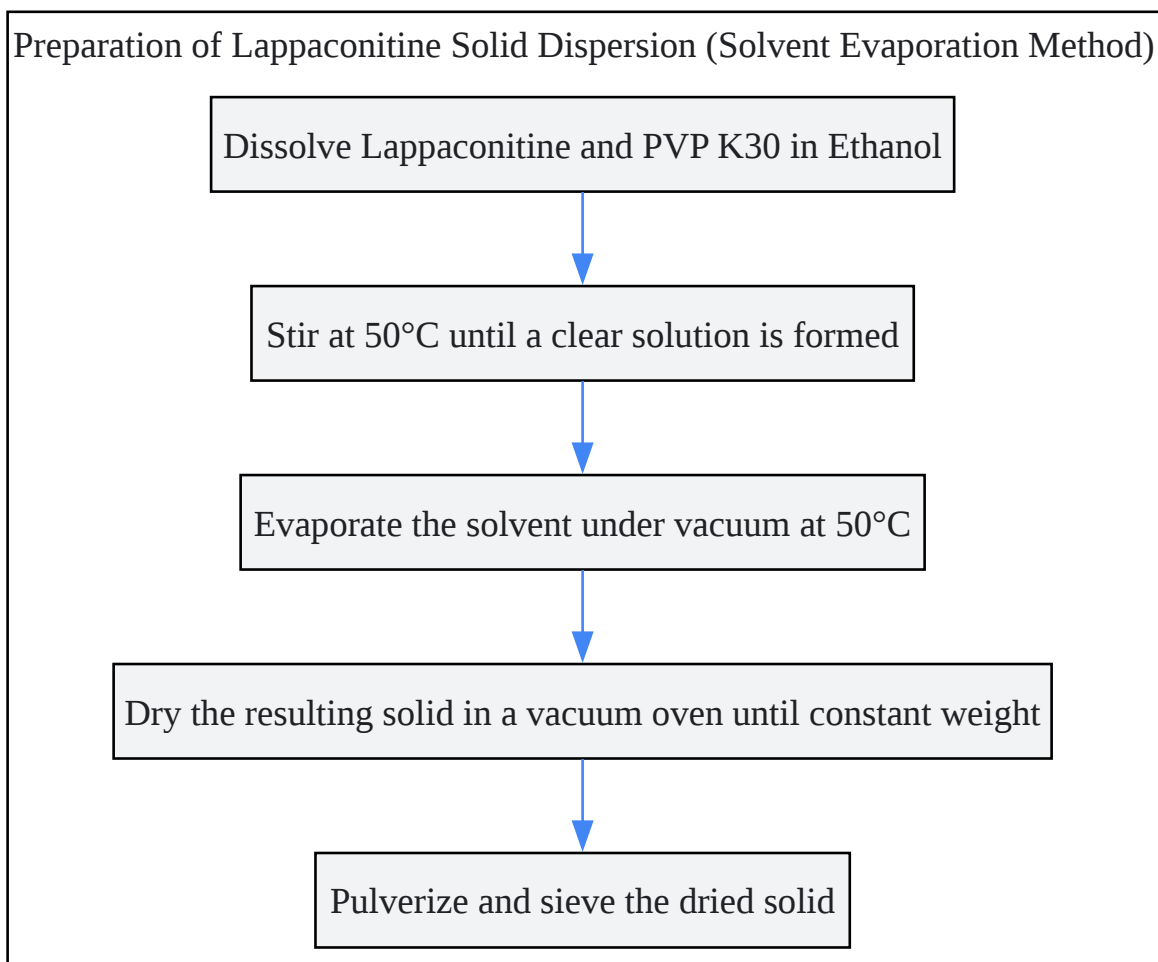 Preparation of Lappaconitine Solid Dispersion (Solvent Evaporation Method)
Dissolve Lappaconitine and PVP K30 in Ethanol
Stir at 50°C until a clear solution is formed
Evaporate the solvent under vacuum at 50°C
Dry the resulting solid in a vacuum oven until constant weight
Pulverize and sieve the dried solid